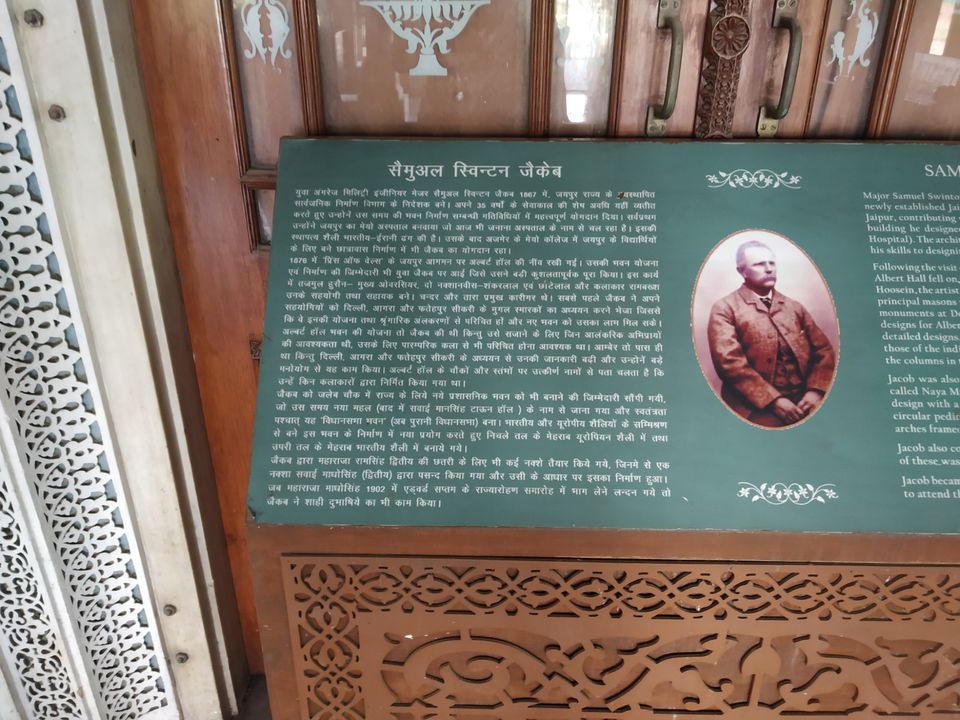 सैमुअल स्विन्टन जैकेब
युवा अंगरेज मिलिट्री इंजीनियर मेजर सैमुअल स्विन्टन जैकब 1867 में, जयपुर राज्य के
सार्वजनिक निर्माण विभाग के निदेशक बने। अपने 35 वर्षों के सेवाकाल की शेष अवधि यहीं व्यतीत
करते हुए उन्होंने उस समय की भवन निर्माण सम्बन्धी गतिविधियों में महत्वपूर्ण योगदान दिया। सर्वप्रथम
उन्होंने जयपुर का मेयो अस्पताल बनवाया जो आज भी जनाना अस्पताल के नाम से चल रहा है। इसकी
स्थापत्य शैली भारतीय–ईरानी ढंग की है। उसके बाद अजमेर के मेयो कॉलेज में जयपुर के विद्यार्थियों
के लिए बने छात्रावास निर्माण में भी जैकब का योगदान रहा।
1876 में 'प्रिंस ऑफ वेल्स' के जयपुर आगमन पर अल्बर्ट हॉल की नींव रखी गई। उसकी भवन योजना
एवं निर्माण की जिम्मेदारी भी युवा जैकब पर आई जिसे उसने बढ़ी कुशलतापूर्वक पूरा किया। इस कार्य
में तजमुल हुसैन– मुख्य ओवरसियर, दो नक्शानवीस–शंकरलाल एवं छोटेलाल और कलाकार रामबख्श
उनके सहयोगी तथा सहायक बने। चन्दर और तारा प्रमुख कारीगर थे। सबसे पहले जैकब ने अपने
सहयोगियों को दिल्ली, आगरा और फतेहपुर सीकरी के मुगल स्मारकों का अध्ययन करने भेजा जिससे
कि वे इनकी योजना तथा श्रृंगारिक अलंकरणों से परिचित हों और नए भवन को उसका लाभ मिल सके।
अल्बर्ट हॉल भवन की योजना तो जैकब की थी किन्तु उसे सजाने के लिए जिन आलंकरिक अभिप्रायों
की आवश्यकता थी, उसके लिए पारम्परिक कला से भी परिचित होना आवश्यक था। आम्बेर तो पास ही
था किन्तु दिल्ली, आगरा और फतेहपुर सीकरी के अध्ययन से उनकी जानकारी बढ़ी और उन्होनें बड़े
मनोयोग से यह काम किया। अल्बर्ट हॉल के चौकों और स्तंभों पर उत्कीर्ण नामों से पता चलता है कि
उन्हें किन कलाकारों द्वारा निर्मित किया गया था।
जैकब को जलेब चौक में राज्य के लिये नये प्रशासनिक भवन को भी बनाने की जिम्मेदारी सौंपी गयी,
जो उस समय नया महल (बाद में सवाई मानसिंह टाऊन हॉल ) के नाम से जाना गया और स्वतंत्रता
पश्चात् यह 'विधानसभा भवन' (अब पुरानी विधानसभा) बना। भारतीय और यूरोपीय शैलियों के सम्मिश्रण
से बने इस भवन के निर्माण में नया प्रयोग करते हुए निचले तल के मेहराब यूरोपियन शैली में तथा
उपरी तल के मेहराब भारतीय शैली में बनाये गये।
जैकब द्वारा महाराजा रामसिंह द्वितीय की छत्तरी के लिए भी कई नक्शे तैयार किये गये, जिनमे से एक
नक्शा सवाई माधोसिंह (द्वितीय) द्वारा पसन्द किया गया और उसी के आधार पर इसका निर्माण हुआ।
जब महाराजा माधोसिंह 1902 में एड्वर्ड सप्तम के राज्यारोहण समारोह में भाग लेने लन्दन गये तो
जैकब ने शाही दुभाषिये का भी काम किया।
SAM
Major Samuel Swinto
newly established Jai
Jaipur, contributing
building he designed
Hospital). The archit
his skills to designi
Following the visit
Albert Hall fell on,
Hoosein, the artist
principal masons
monuments at De
designs for Alber
detailed designs
those of the indi
the columns in
Jacob was also
called Naya M
design with a
circular pedi
arches frame
Jacob also co
of these was
Jacob becam
to attend th